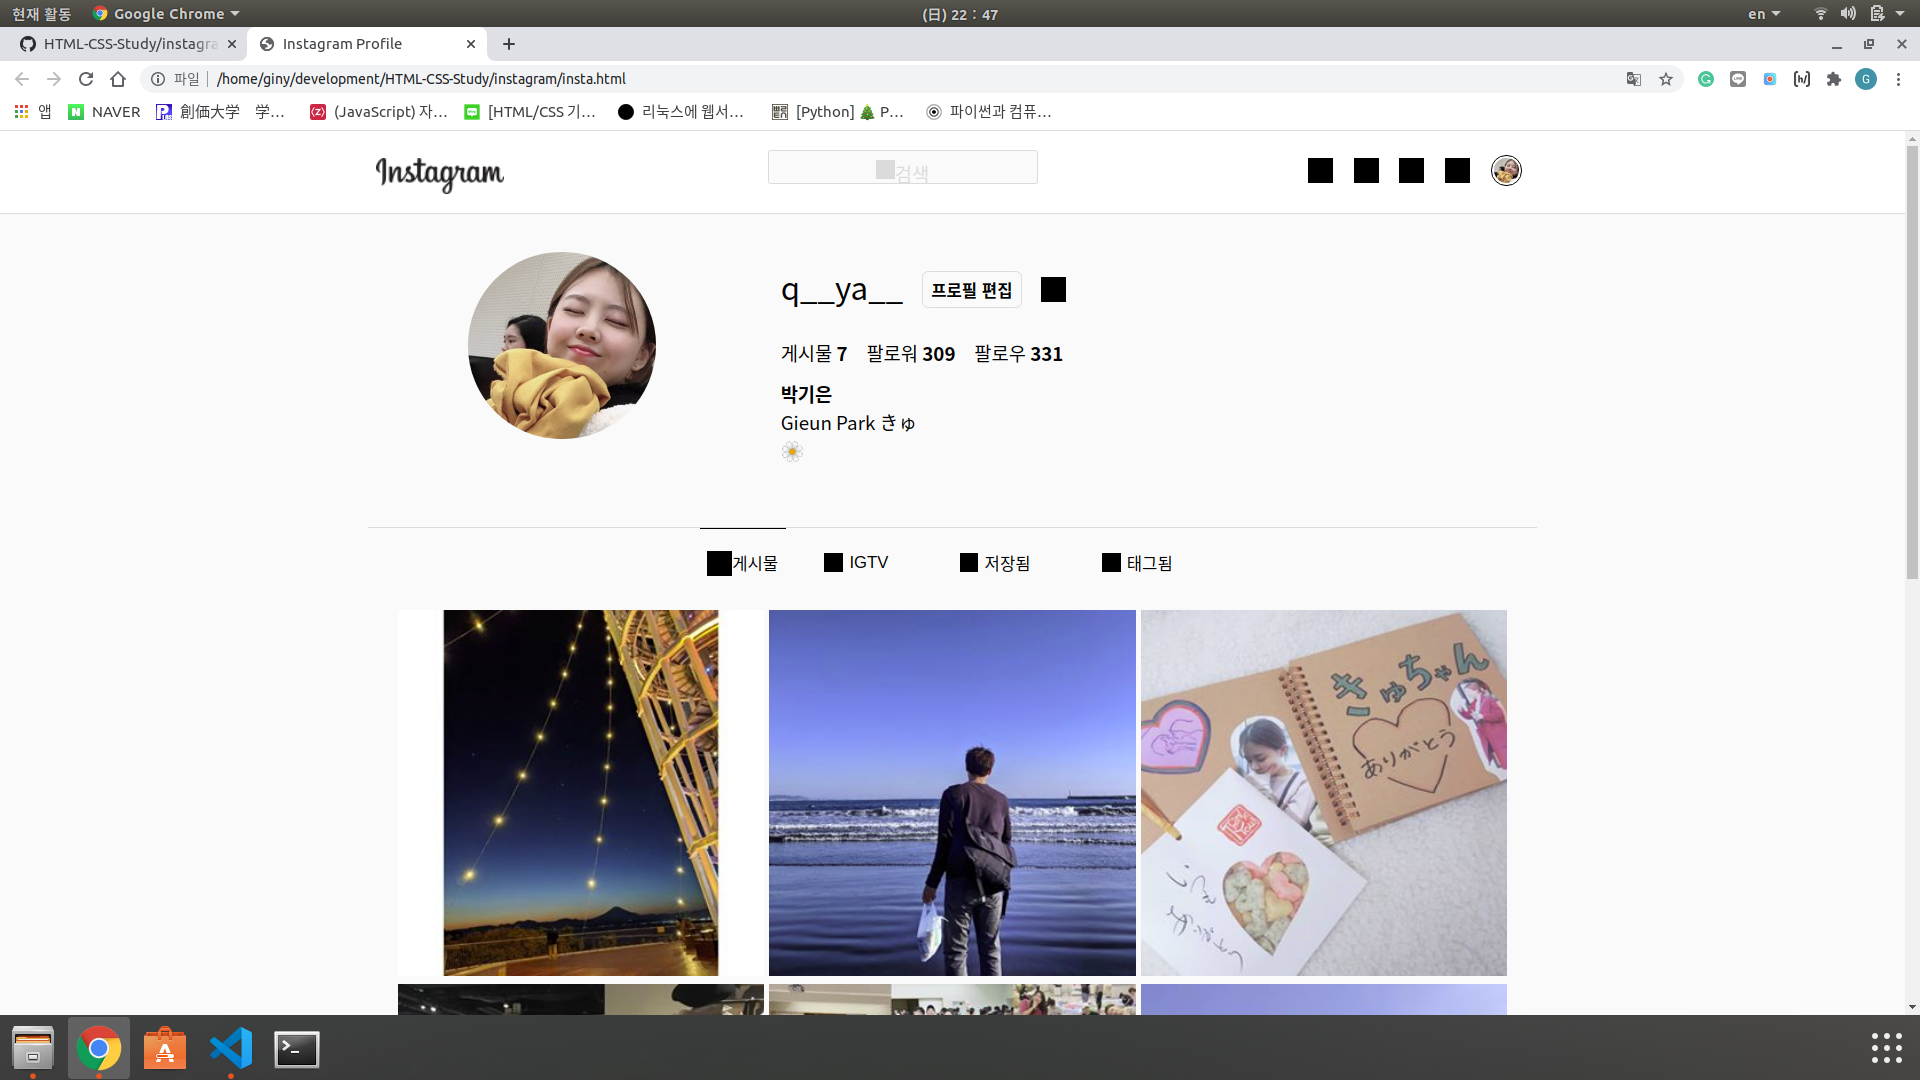 현재 활동 Google Chrome (日) 22：47 en
HTML-CSS-Study/instagra Instagram Profile
파일 /home/giny/development/HTML-CSS-Study/instagram/insta.html G
앱 NAVER 創価大学 学… (JavaScript) 자… [HTML/CSS 기… 리눅스에 웹서… [Python] 🎄 P… 파이썬과 컴퓨…
Instagram 검색
q__ya__ 프로필 편집
게시물 7 팔로워 309 팔로우 331
박기은
Gieun Park きゅ
🌼
게시물 IGTV 저장됨 태그됨
きゅちゃん
ありがとう